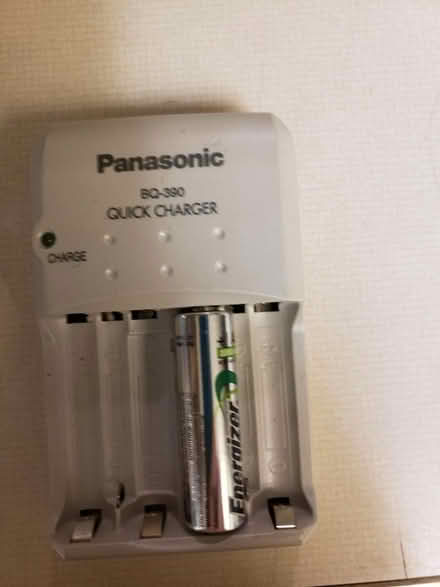 Panasonic
BQ-390
QUICK CHARGER
CHARGE
Energizer